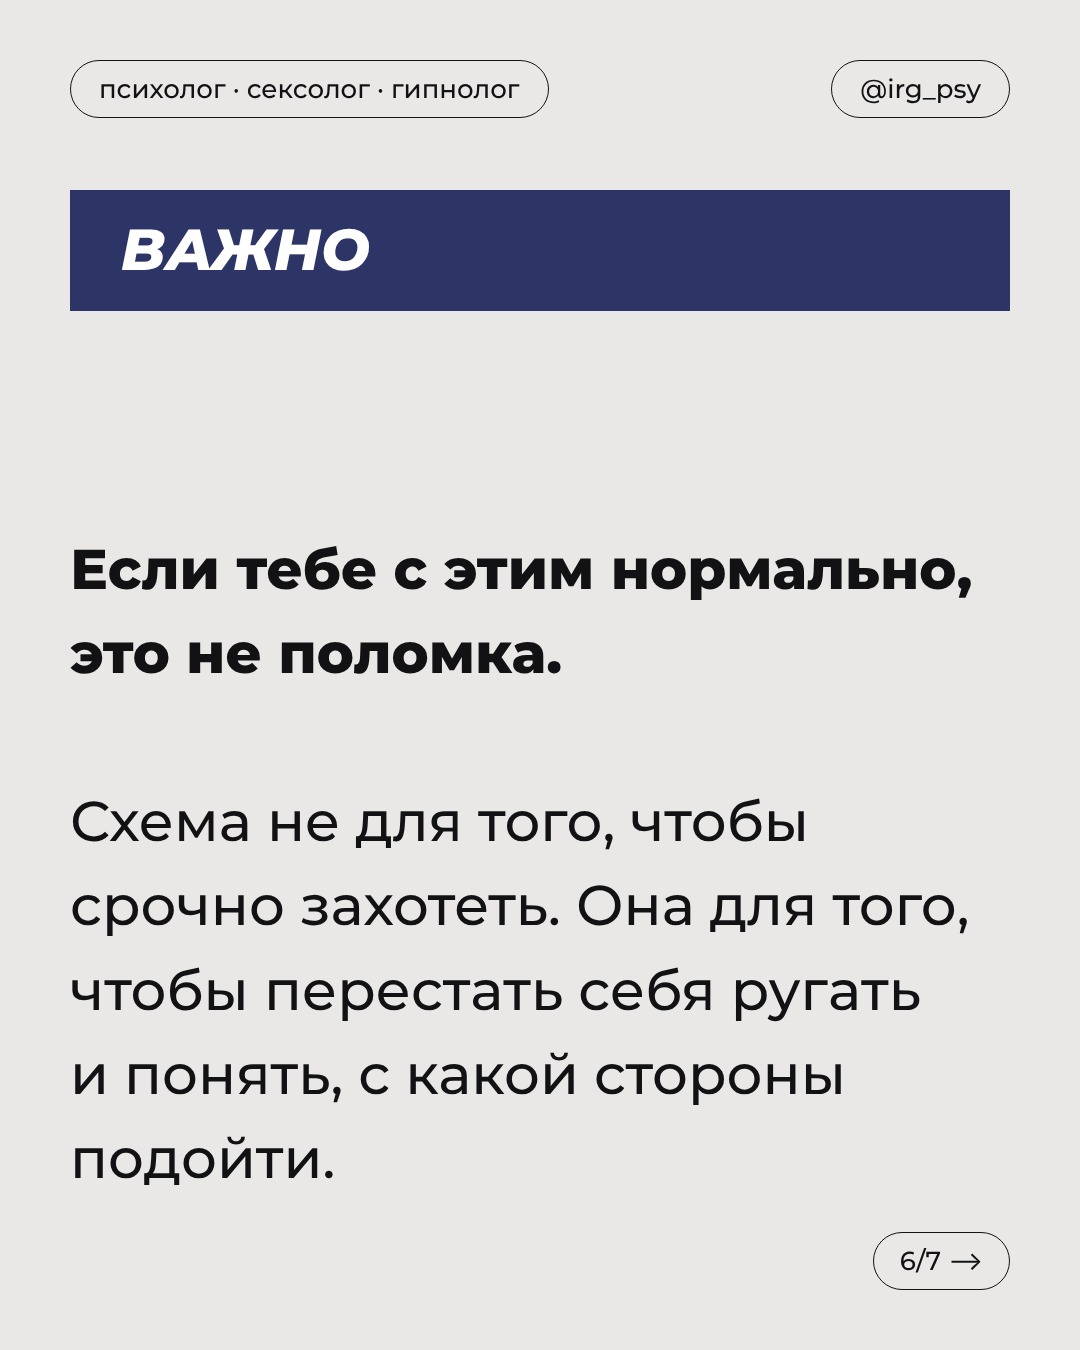 психолог · сексолог · гипнолог
@irg_psy
ВАЖНО
Если тебе с этим нормально,
это не поломка.
Схема не для того, чтобы
срочно захотеть. Она для того,
чтобы перестать себя ругать
и понять, с какой стороны
подойти.
6/7 →